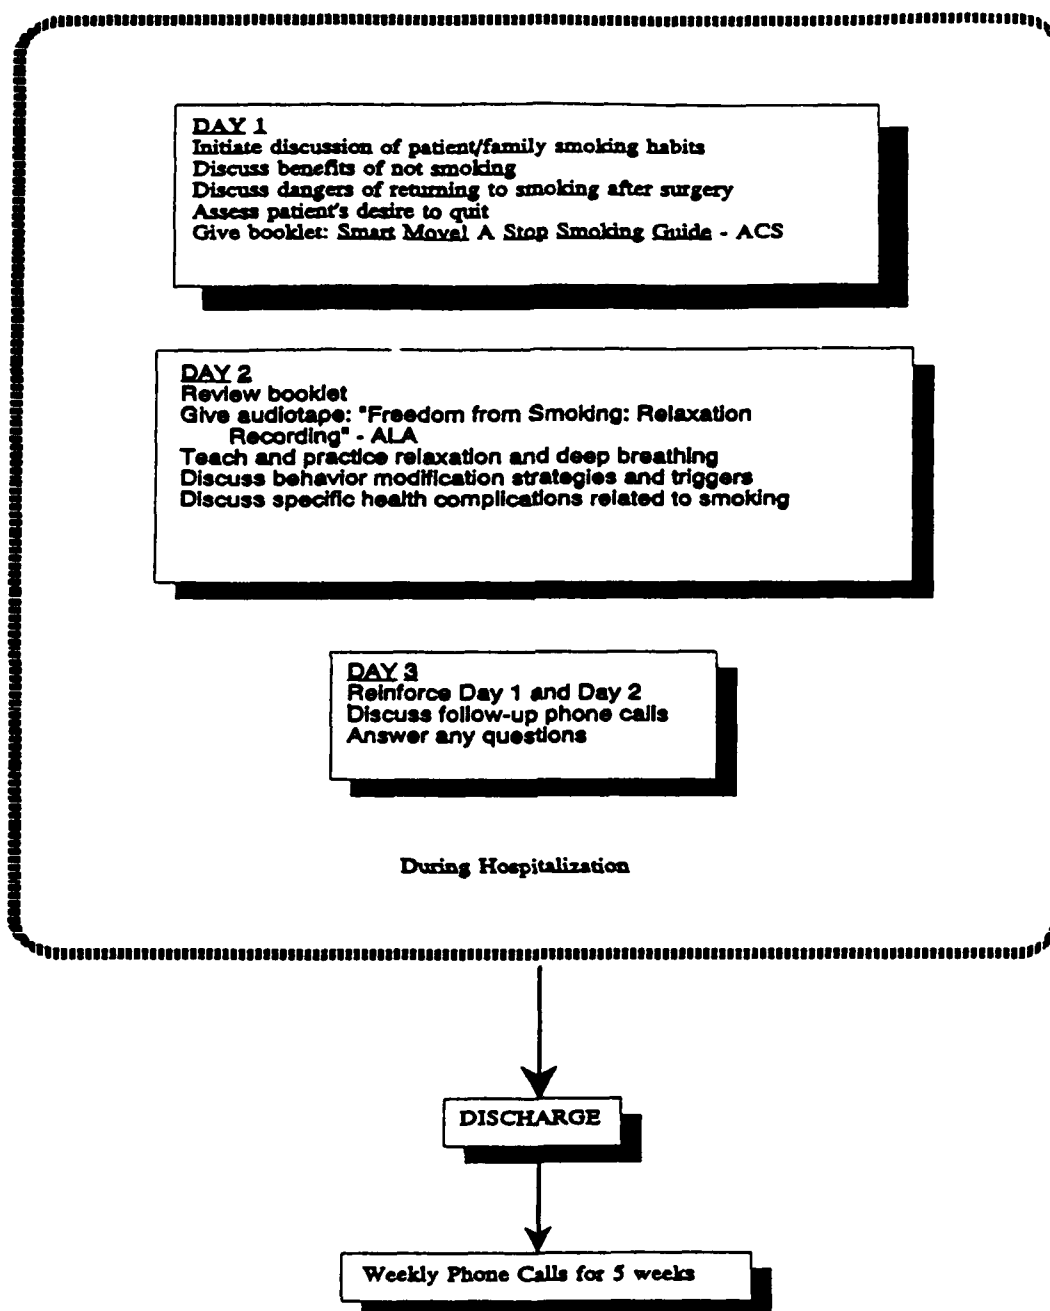 DAY 1
Initiate discussion of patient/family smoking habits
Discuss benefits of not smoking
Discuss dangers of returning to smoking after surgery
Assess patient's desire to quit
Give booklet: Smart Move! A Stop Smoking Guide - ACS
DAY 2
Review booklet
Give audiotape: "Freedom from Smoking: Relaxation
Recording" - ALA
Teach and practice relaxation and deep breathing
Discuss behavior modification strategies and triggers
Discuss specific health complications related to smoking
DAY 3
Reinforce Day 1 and Day 2
Discuss follow-up phone calls
Answer any questions
During Hospitalization
DISCHARGE
Weekly Phone Calls for 5 weeks